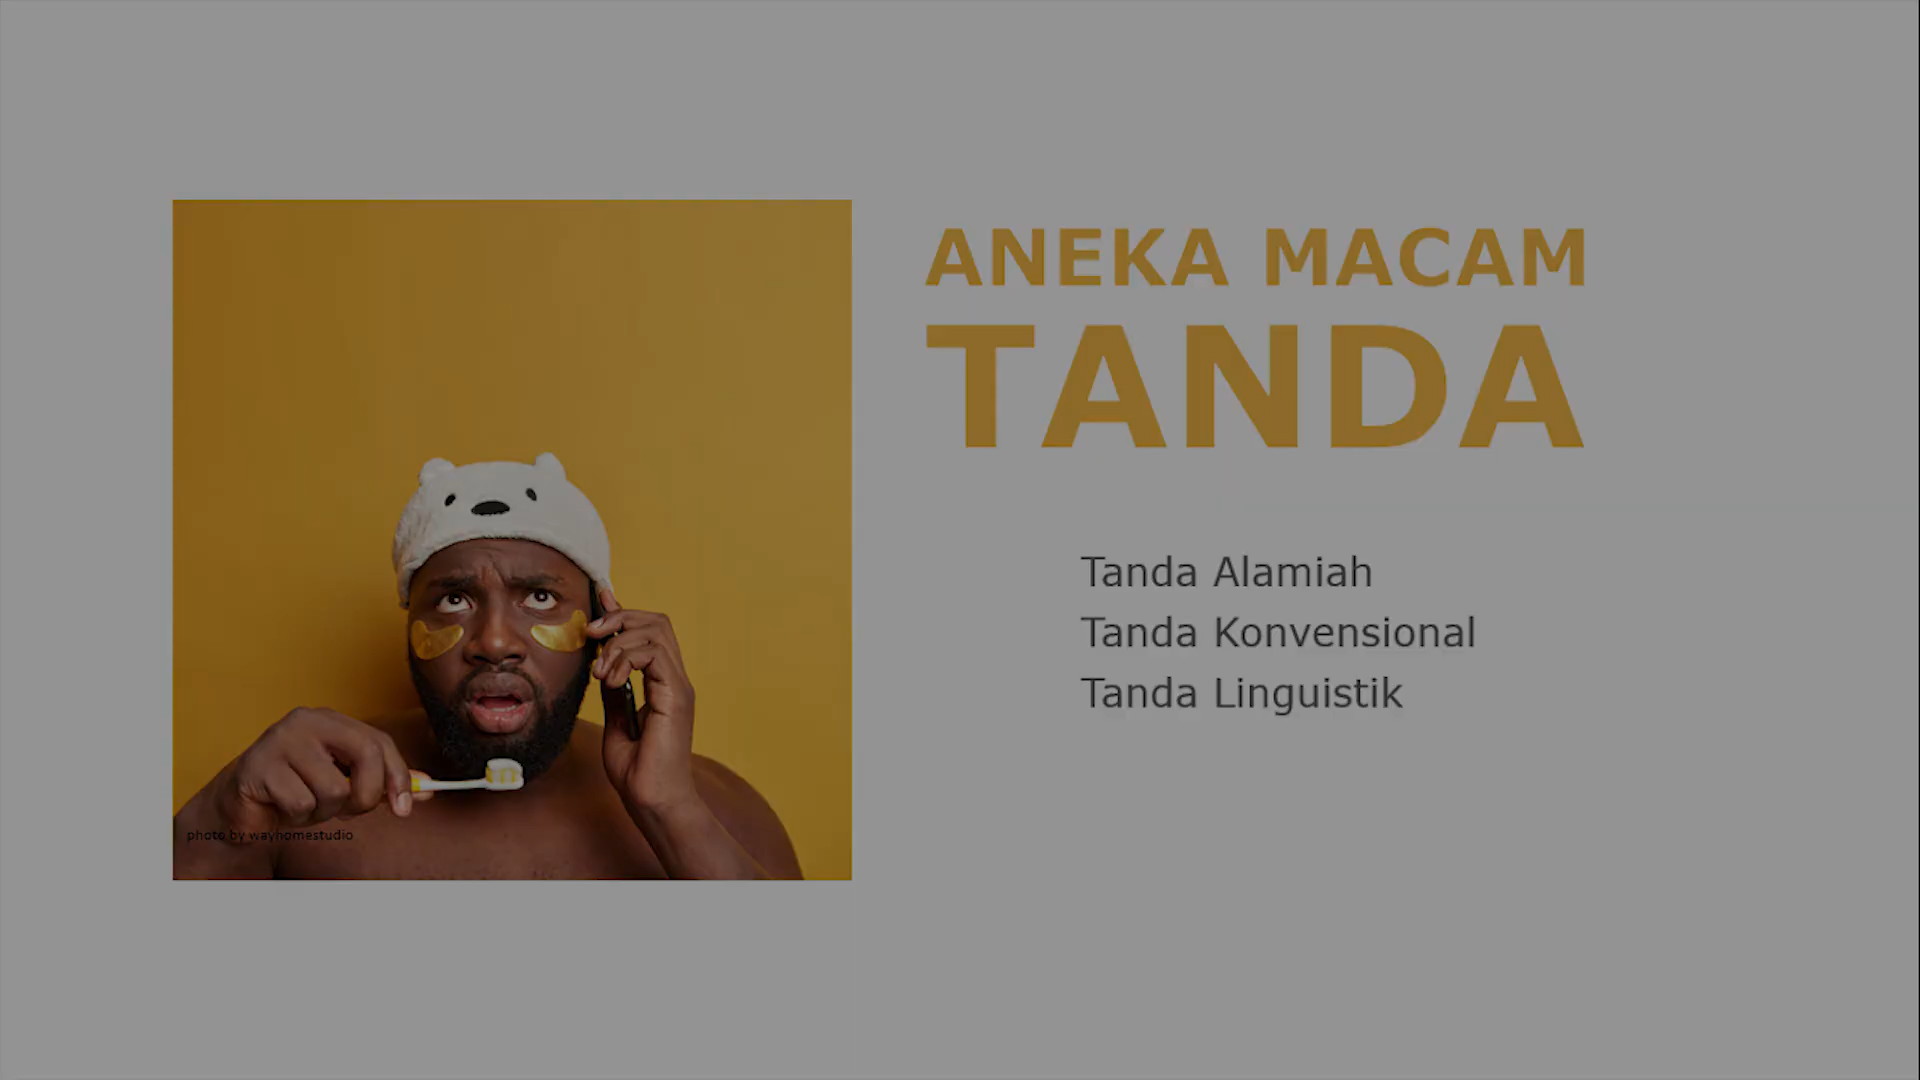 ANEKA MACAM
TANDA
Tanda Alamiah
Tanda Konvensional
Tanda Linguistik
photo by wayhomestudio